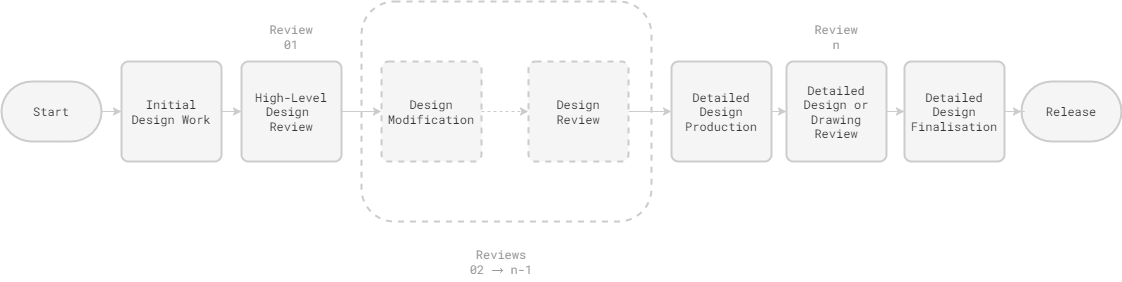 Review
01
Review
n
Start
Initial
Design Work
High-Level
Design
Review
Design
Modification
Design
Review
Detailed
Design
Production
Detailed
Design or
Drawing
Review
Detailed
Design
Finalisation
Release
Reviews
02 → n-1